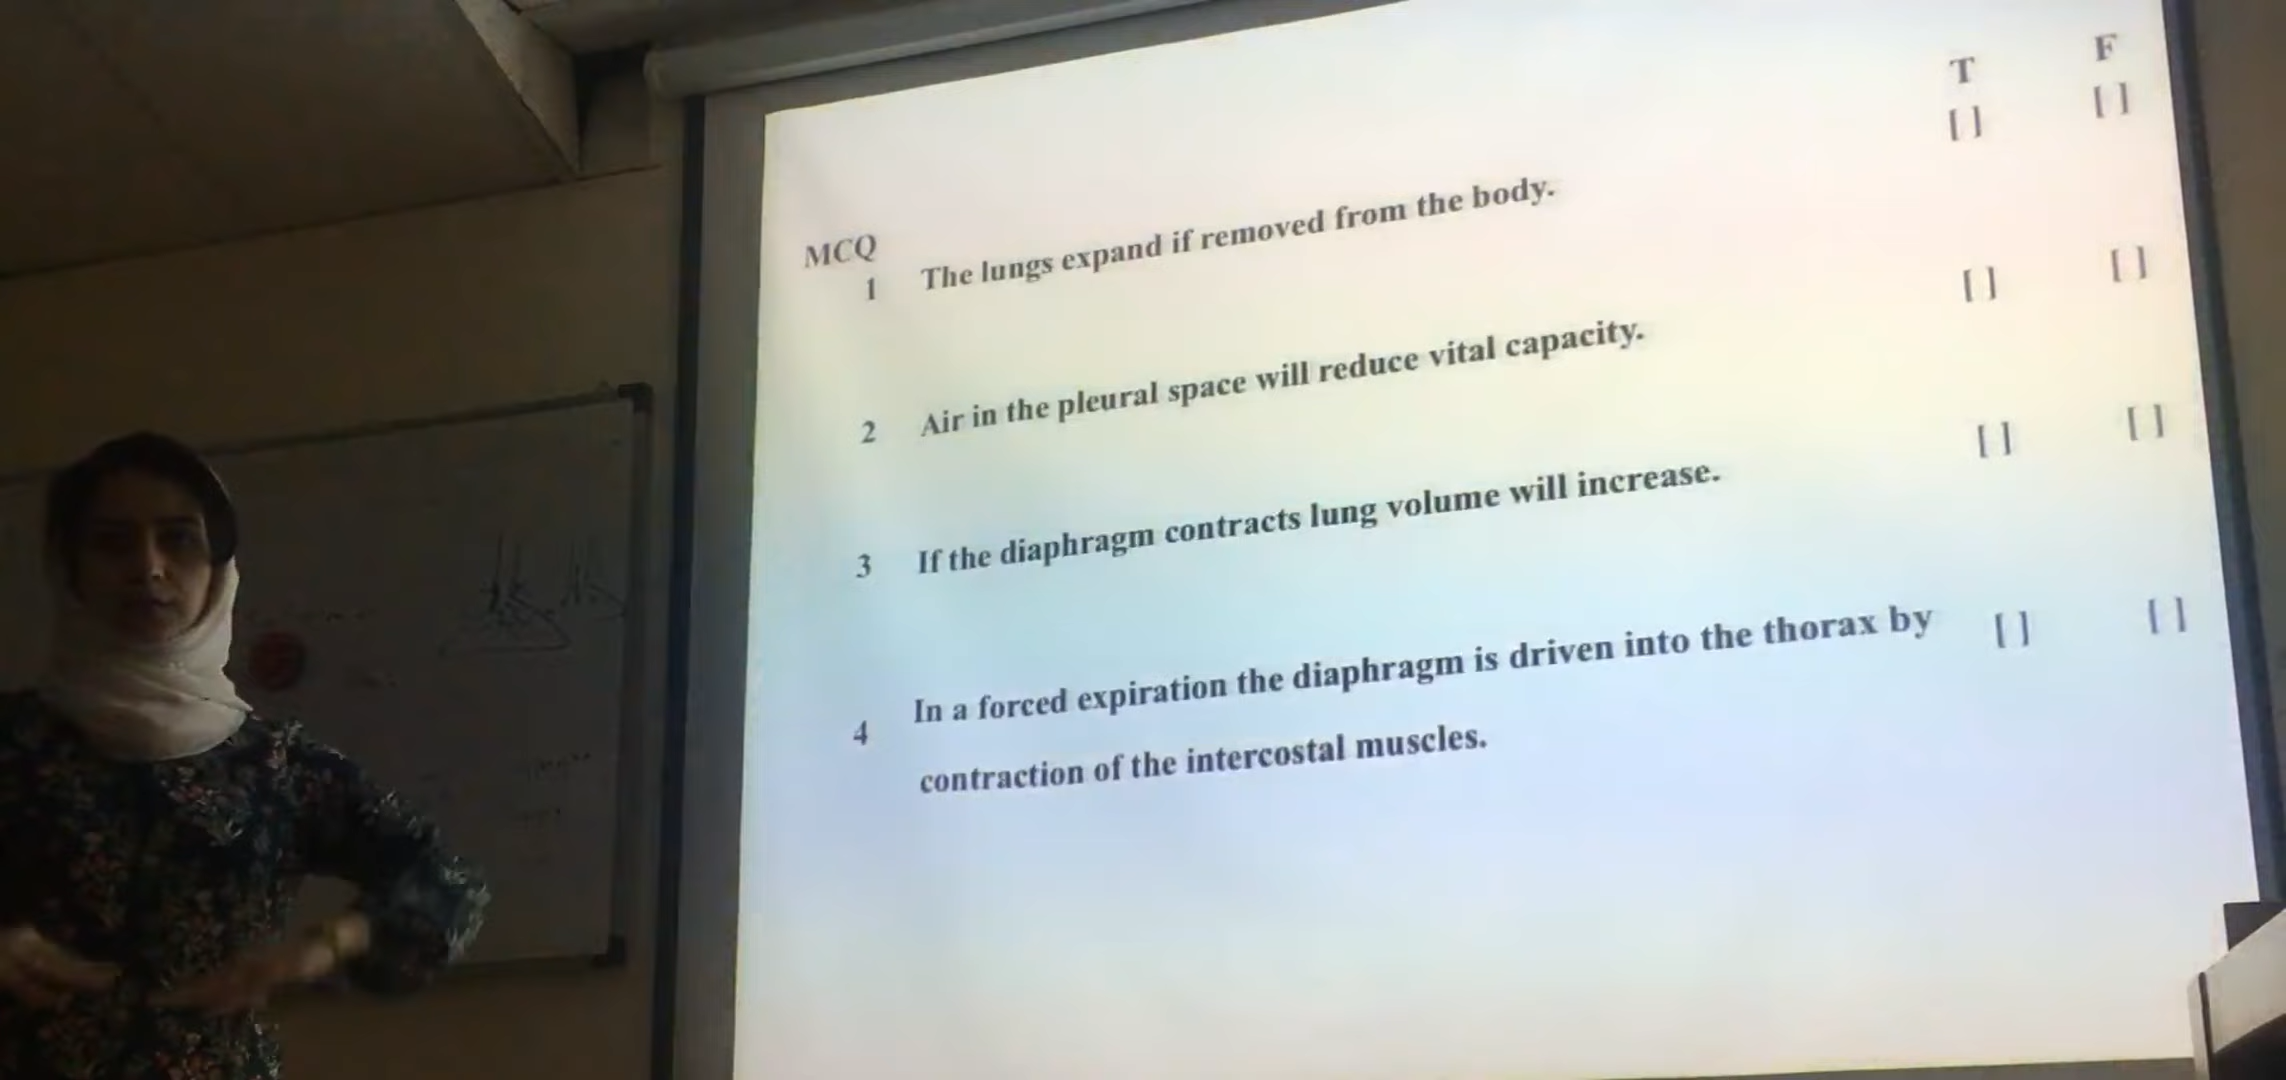 T F
[ ] [ ]
MCQ
1 The lungs expand if removed from the body.
[ ] [ ]
2 Air in the pleural space will reduce vital capacity.
[ ] [ ]
3 If the diaphragm contracts lung volume will increase.
4 In a forced expiration the diaphragm is driven into the thorax by [ ] [ ]
contraction of the intercostal muscles.